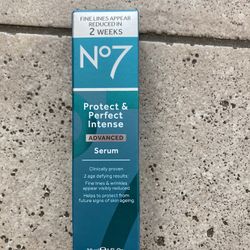 FINE LINES APPEAR
REDUCED IN
2 WEEKS
No7
Protect &
Perfect
Intense
ADVANCED
Serum
Clinically proven
2 age defying results:
Fine lines & wrinkles
appear visibly reduced
Helps to protect from
future signs of skin ageing